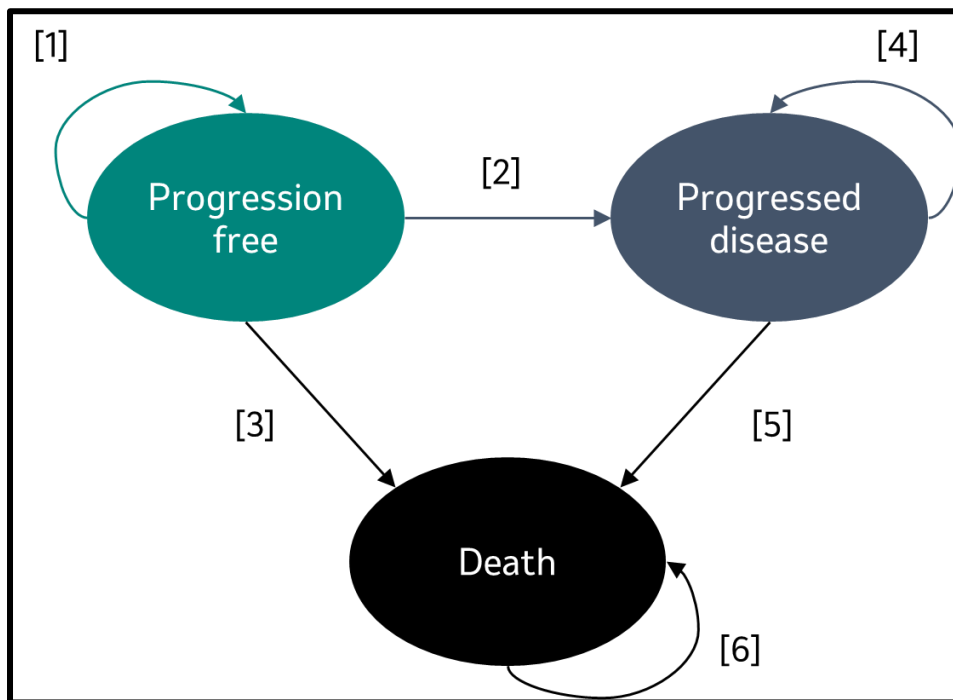 [1]
[4]
Progression
free
[2]
Progressed
disease
[3]
[5]
Death
[6]